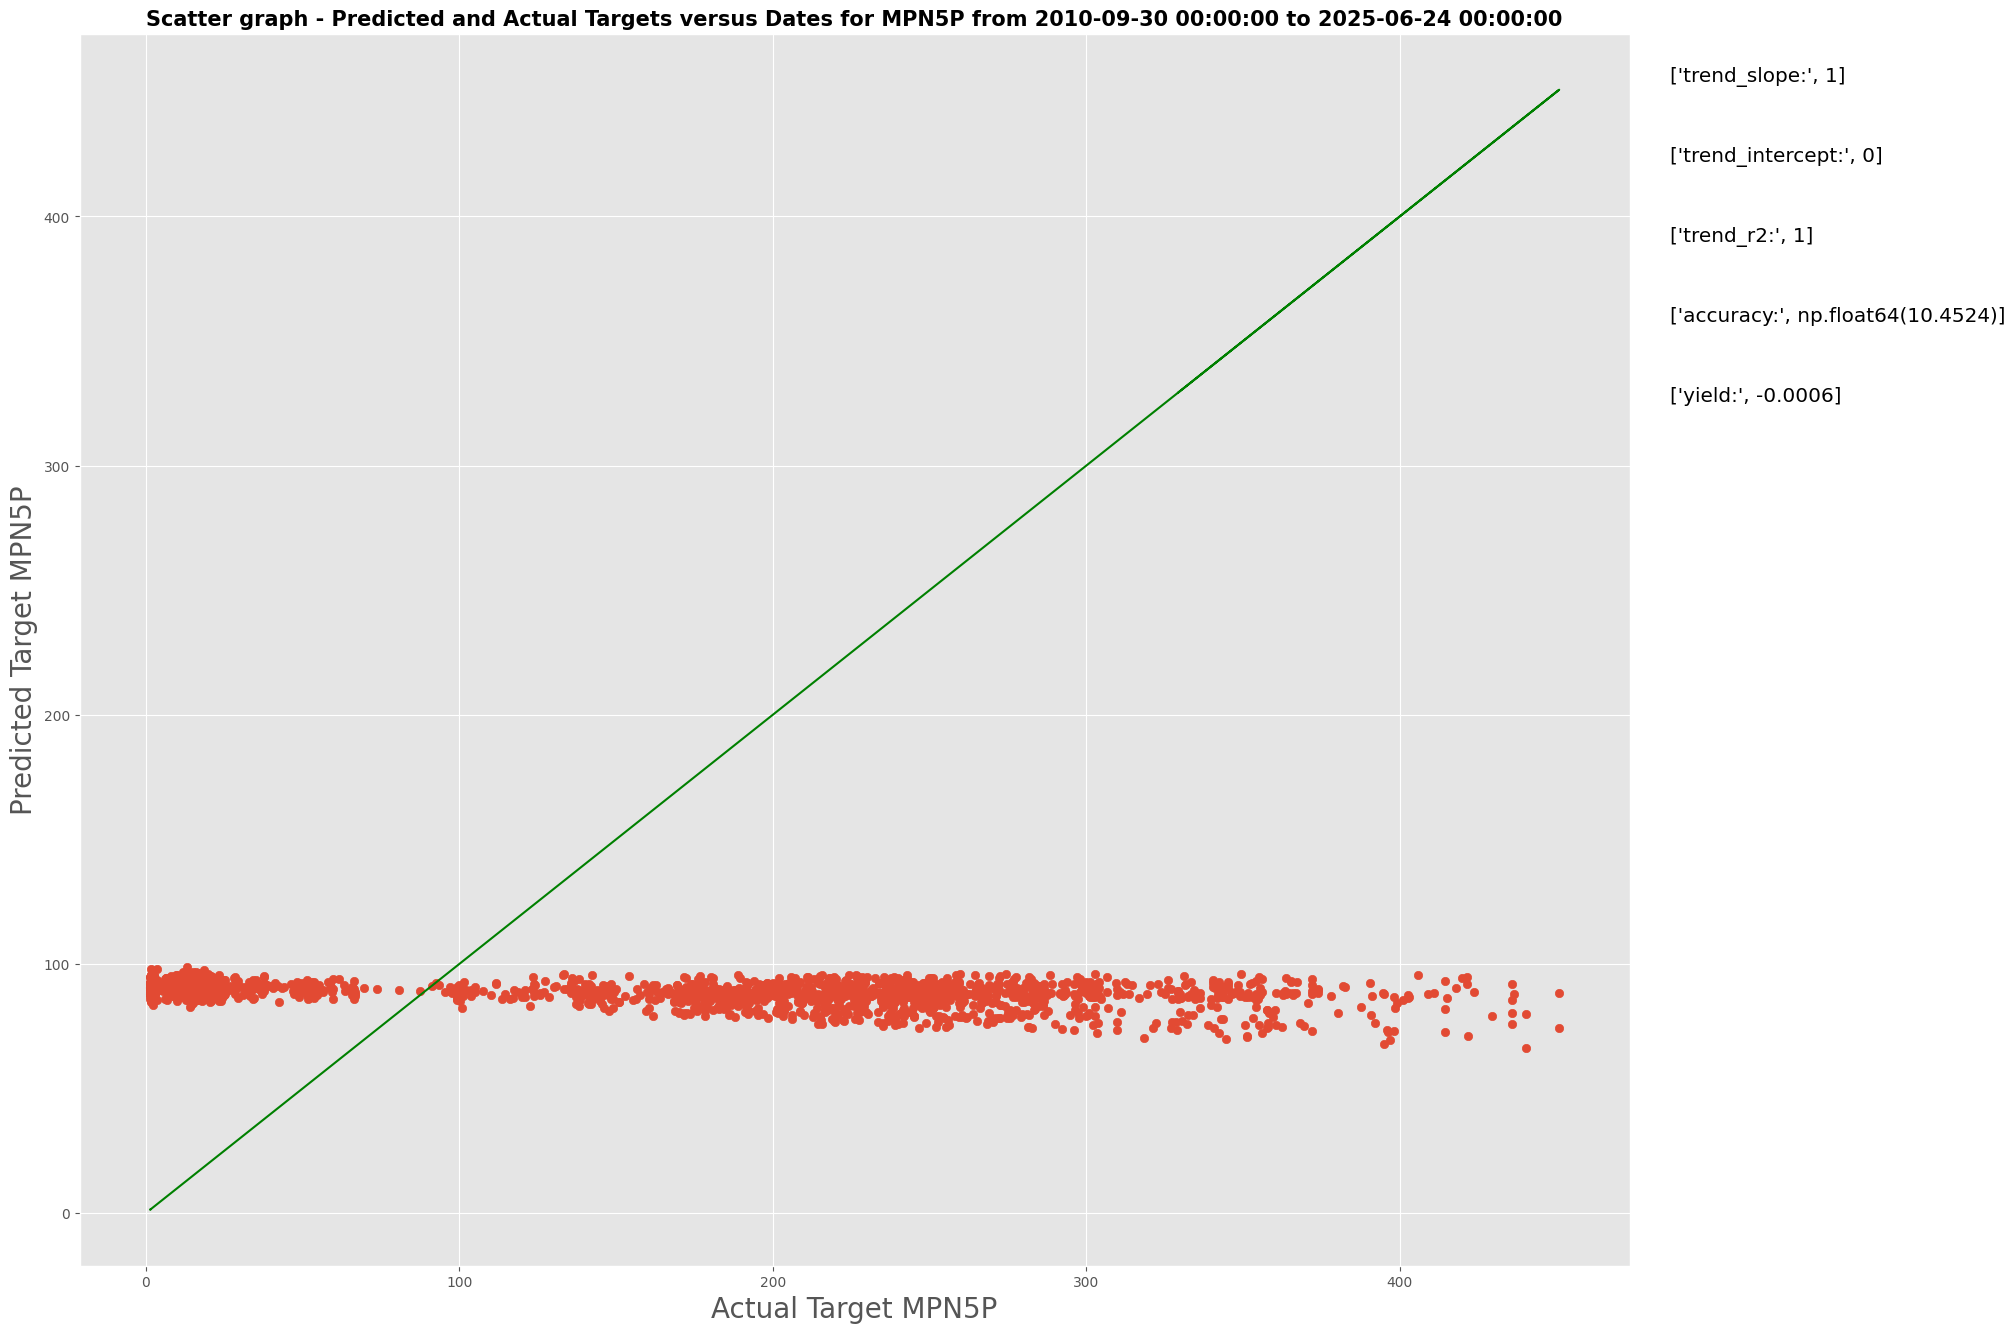 Scatter graph - Predicted and Actual Targets versus Dates for MPN5P from 2010-09-30 00:00:00 to 2025-06-24 00:00:00
['trend_slope:', 1]
['trend_intercept:', 0]
['trend_r2:', 1]
['accuracy:', np.float64(10.4524)]
['yield:', -0.0006]
Predicted Target MPN5P
400
300
200
100
0
0 100 200 300 400
Actual Target MPN5P